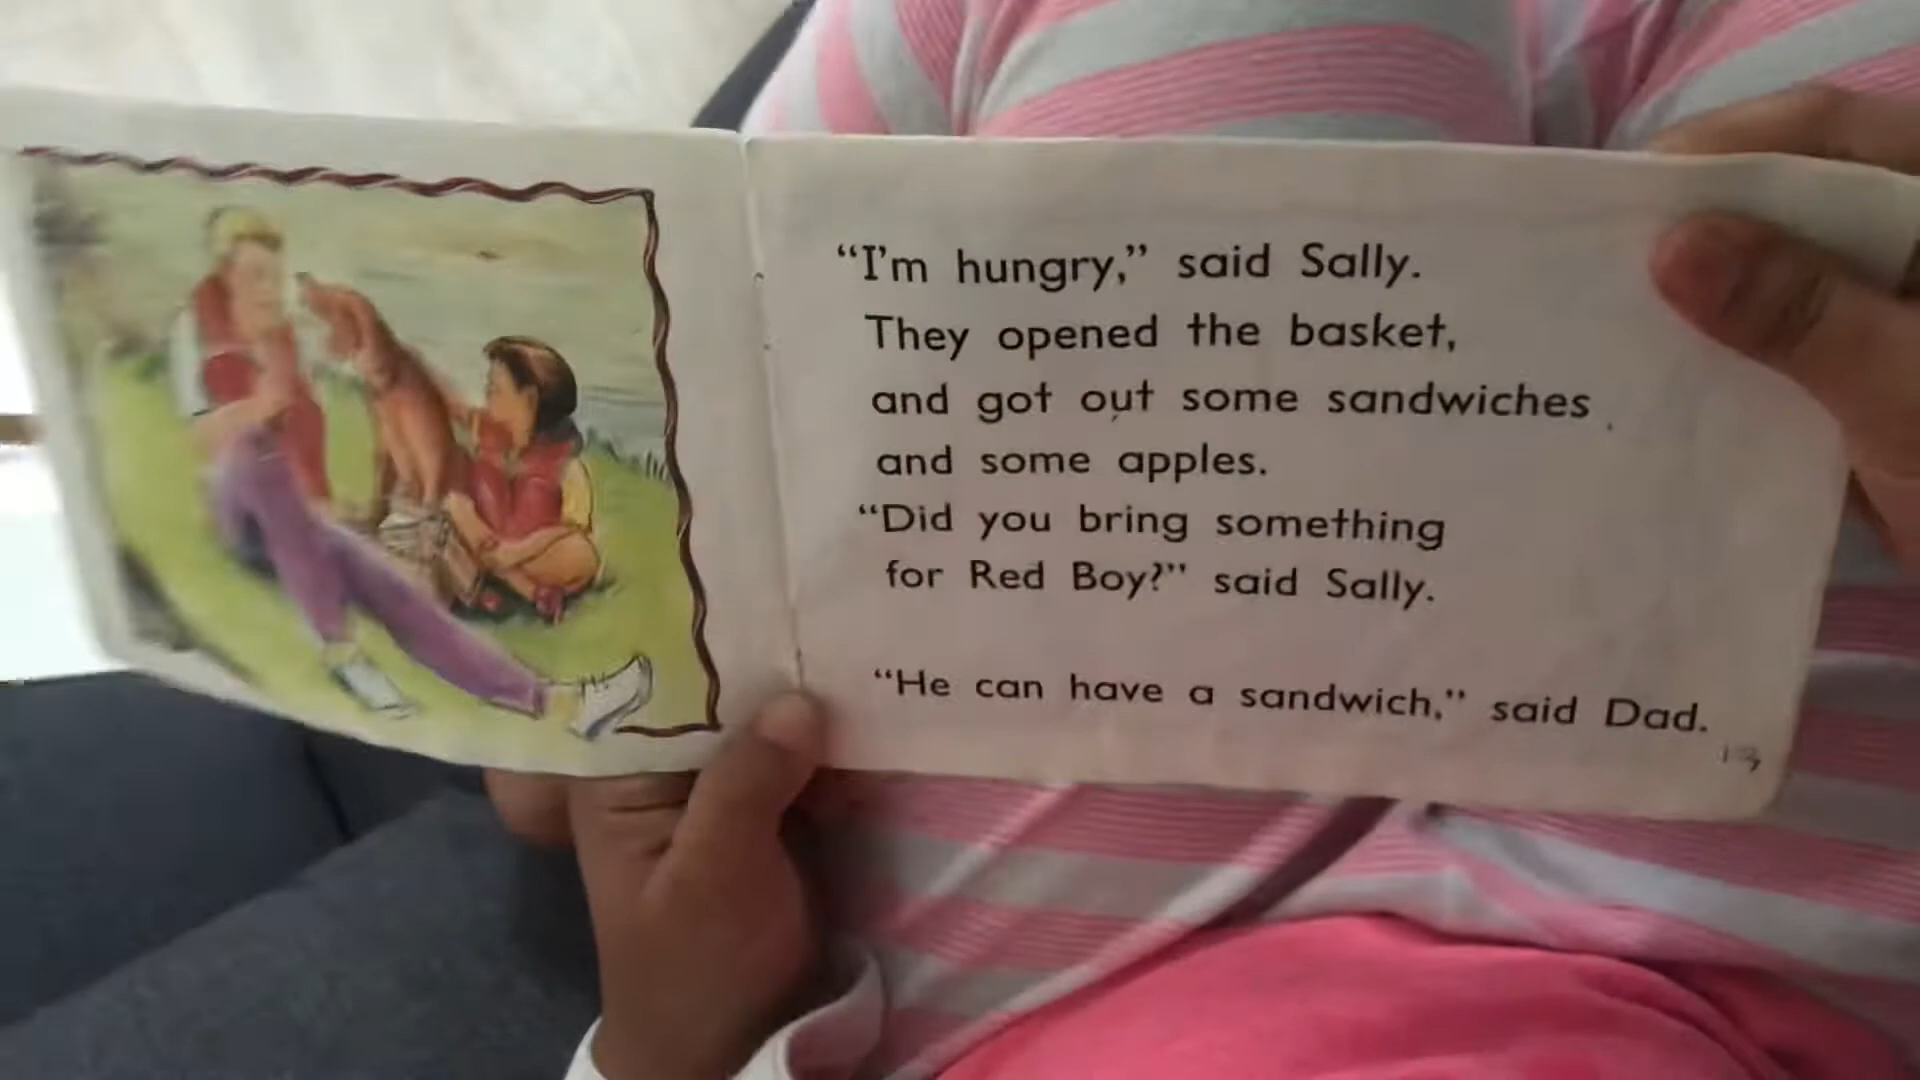 “I’m hungry,” said Sally.
They opened the basket,
and got out some sandwiches
and some apples.
“Did you bring something
for Red Boy?” said Sally.
“He can have a sandwich,” said Dad.
13